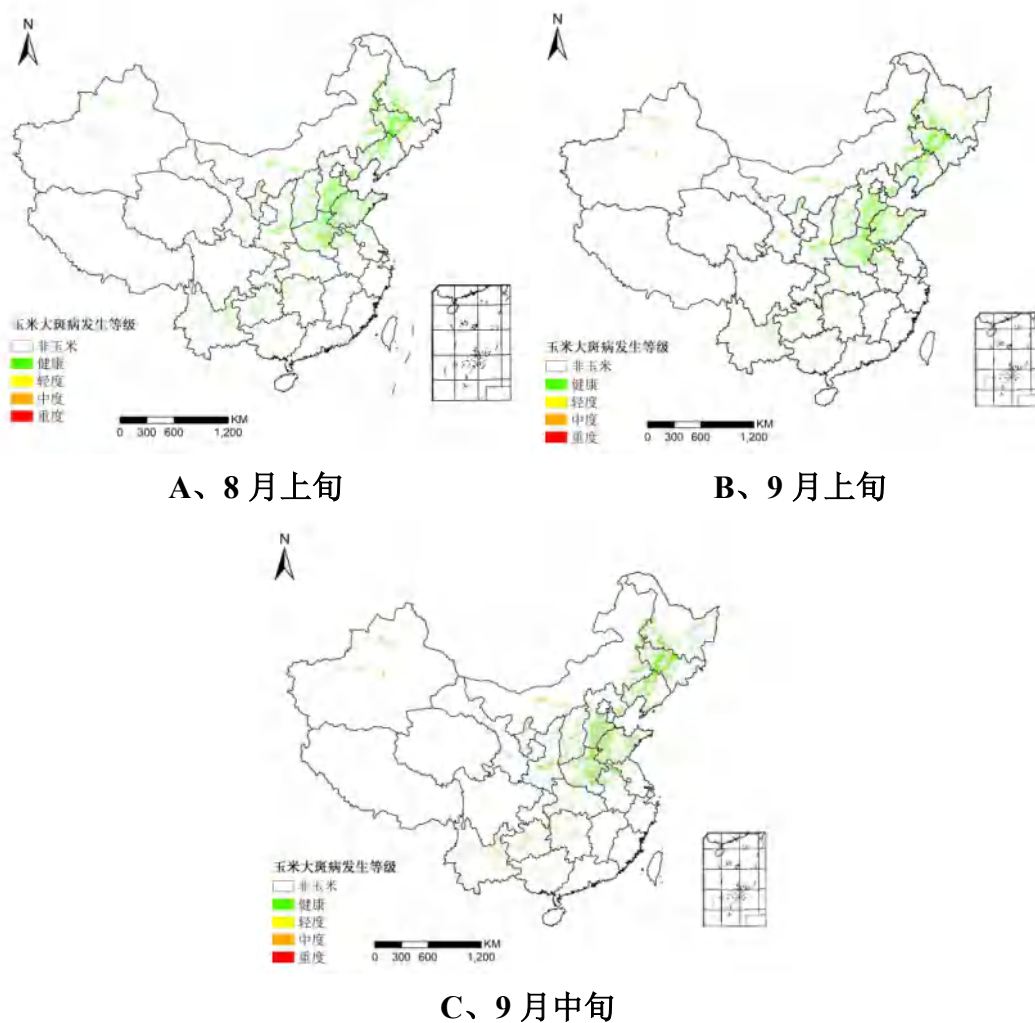 N
玉米大斑病发生等级
非玉米
健康
轻度
中度
重度
KM
0 300 600 1,200
A、8 月上旬
N
玉米大斑病发生等级
非玉米
健康
轻度
中度
重度
KM
0 300 600 1,200
B、9 月上旬
N
玉米大斑病发生等级
非玉米
健康
轻度
中度
重度
KM
0 300 600 1,200
C、9 月中旬